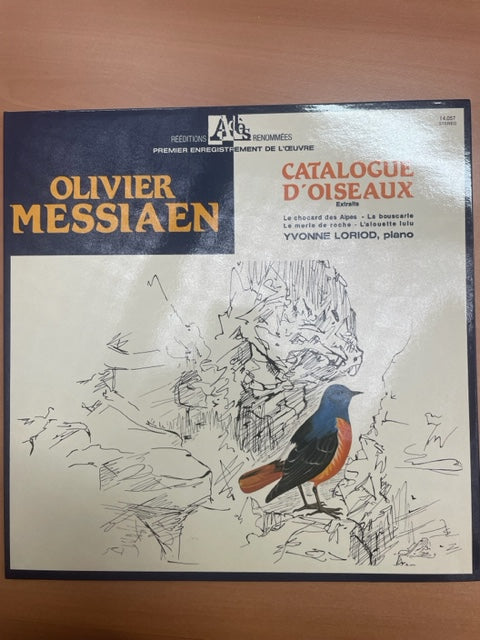 14.057
STEREO
RÉÉDITIONS Adès RENOMMÉES
PREMIER ENREGISTREMENT DE L'ŒUVRE
OLIVIER
MESSIAEN
CATALOGUE
D'OISEAUX
Extraits
Le chocard des Alpes - La bouscarle
Le merle de roche - L'alouette lulu
YVONNE LORIOD, piano